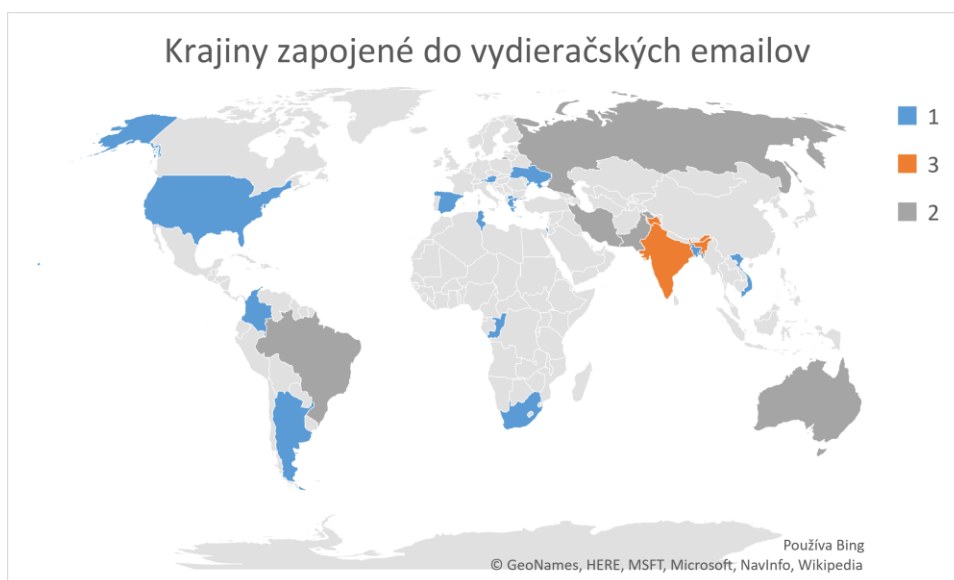 Krajiny zapojené do vydieračských emailov
1
3
2
Používa Bing
© GeoNames, HERE, MSFT, Microsoft, NavInfo, Wikipedia